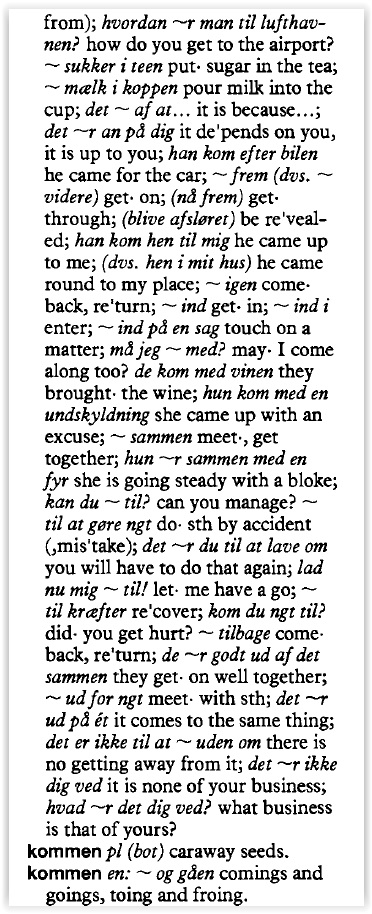 from); hvordan ~r man til lufthav-
nen? how do you get to the airport?
~ sukker i teen put· sugar in the tea;
~ mælk i koppen pour milk into the
cup; det ~ af at... it is because...;
det ~r an på dig it de'pends on you,
it is up to you; han kom efter bilen
he came for the car; ~ frem (dvs. ~
videre) get· on; (nå frem) get·
through; (blive afsløret) be re'veal-
ed; han kom hen til mig he came up
to me; (dvs. hen i mit hus) he came
round to my place; ~ igen come·
back, re'turn; ~ ind get· in; ~ ind i
enter; ~ ind på en sag touch on a
matter; må jeg ~ med? may· I come
along too? de kom med vinen they
brought· the wine; hun kom med en
undskyldning she came up with an
excuse; ~ sammen meet·, get
together; hun ~r sammen med en
fyr she is going steady with a bloke;
kan du ~ til? can you manage? ~
til at gøre ngt do· sth by accident
(,mis'take); det ~r du til at lave om
you will have to do that again; lad
nu mig ~ til! let· me have a go; ~
til kræfter re'cover; kom du ngt til?
did· you get hurt? ~ tilbage come·
back, re'turn; de ~r godt ud af det
sammen they get· on well together;
~ ud for ngt meet· with sth; det ~r
ud på ét it comes to the same thing;
det er ikke til at ~ uden om there is
no getting away from it; det ~r ikke
dig ved it is none of your business;
hvad ~r det dig ved? what business
is that of yours?
kommen pl (bot) caraway seeds.
kommen en: ~ og gåen comings and
goings, toing and froing.